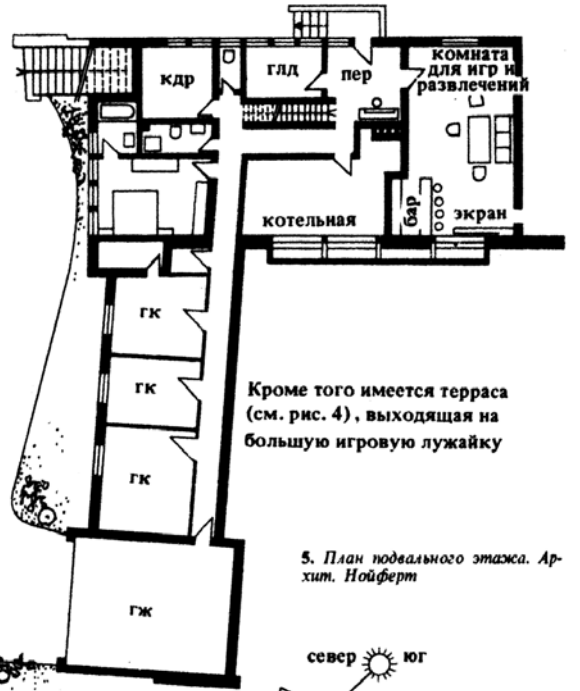 комната
для игр и
развлечений
кдр
глд
пер
котельная
бар
экран
гк
гк
гк
гж
Кроме того имеется терраса
(см. рис. 4), выходящая на
большую игровую лужайку
5. План подвального этажа. Ар-
хит. Нойферт
север юг